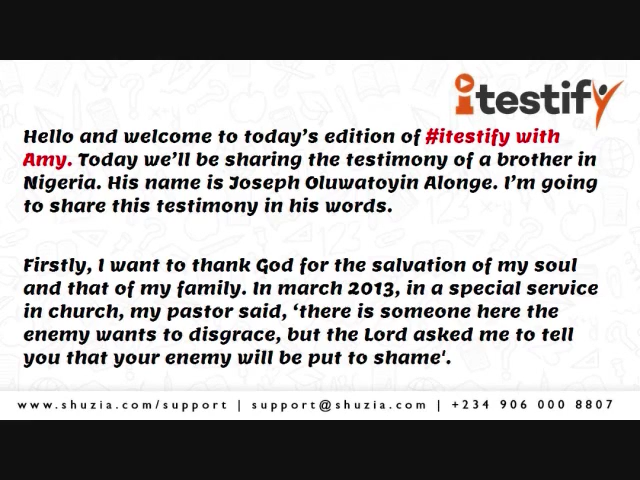 itestify
Hello and welcome to today's edition of #itestify with
Amy. Today we'll be sharing the testimony of a brother in
Nigeria. His name is Joseph Oluwatoyin Alonge. I'm going
to share this testimony in his words.
Firstly, I want to thank God for the salvation of my soul
and that of my family. In march 2013, in a special service
in church, my pastor said, 'there is someone here the
enemy wants to disgrace, but the Lord asked me to tell
you that your enemy will be put to shame'.
www.shuzia.com/support | support@shuzia.com | +234 906 000 8807